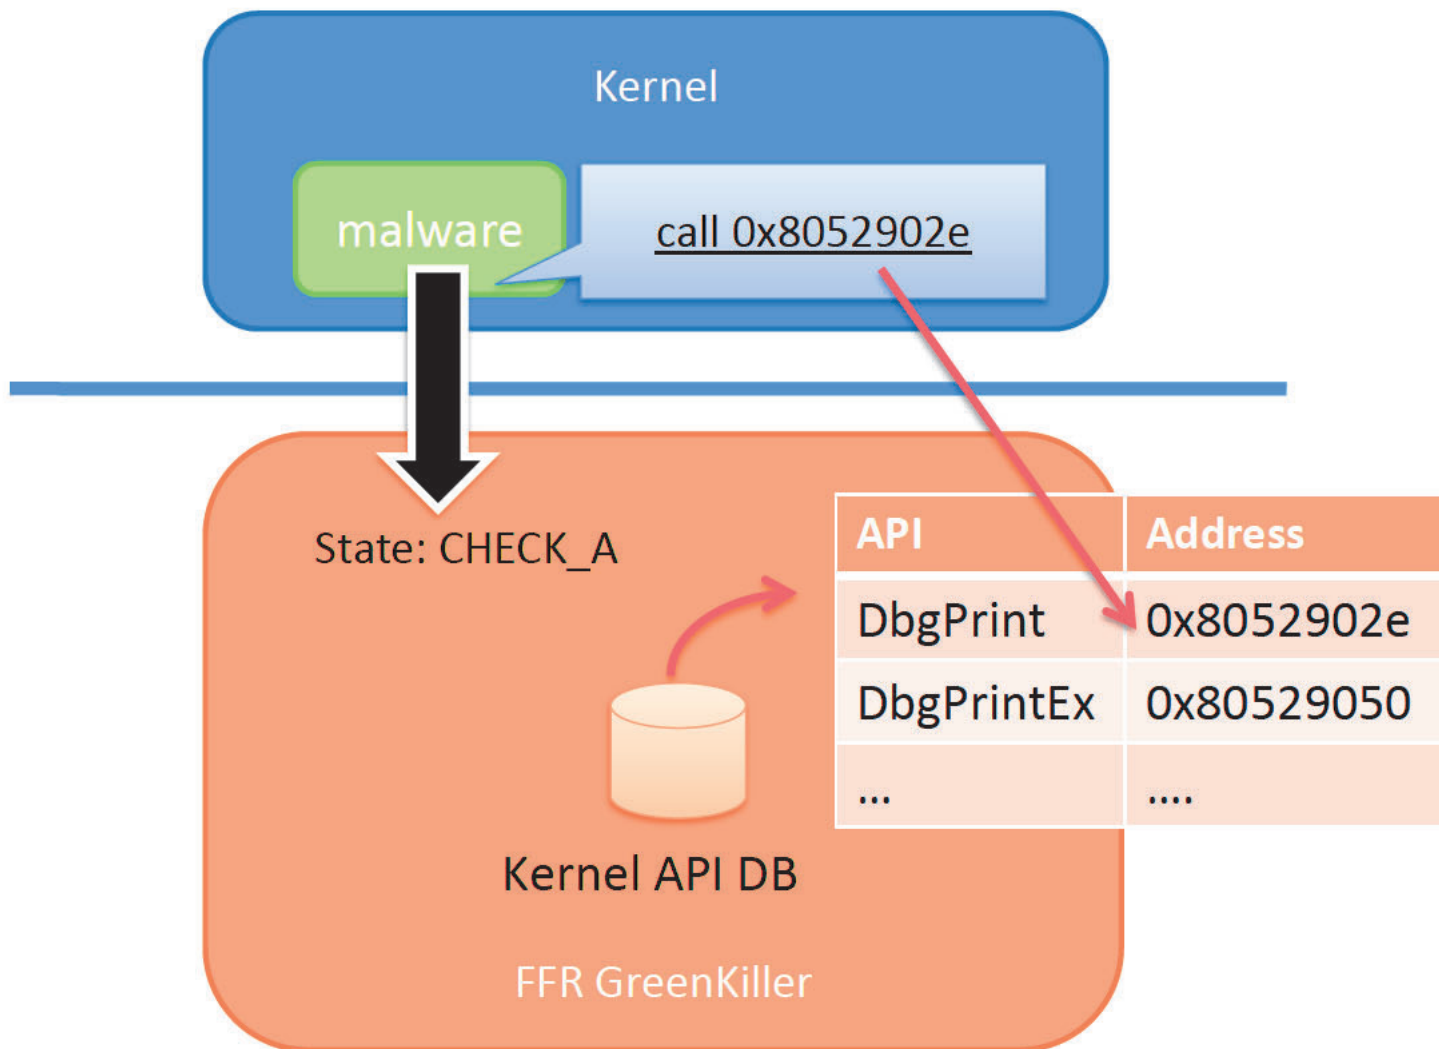 Kernel
malware
call 0x8052902e
State: CHECK_A
API Address
DbgPrint 0x8052902e
DbgPrintEx 0x80529050
... ....
Kernel API DB
FFR GreenKiller